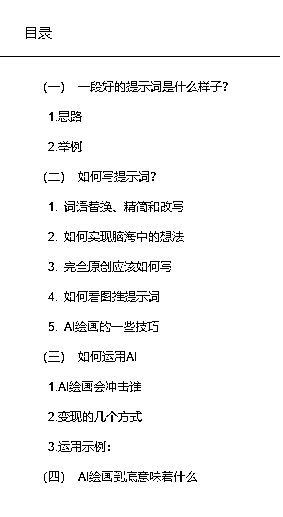 目录
(一) 一段好的提示词是什么样子?
1.思路
2.举例
(二) 如何写提示词?
1. 词语替换、精简和改写
2. 如何实现脑海中的想法
3. 完全原创应该如何写
4. 如何看图推提示词
5. AI绘画的一些技巧
(三) 如何运用AI
1.AI绘画会冲击谁
2.变现的几个方式
3.运用示例:
(四) AI绘画到底意味着什么